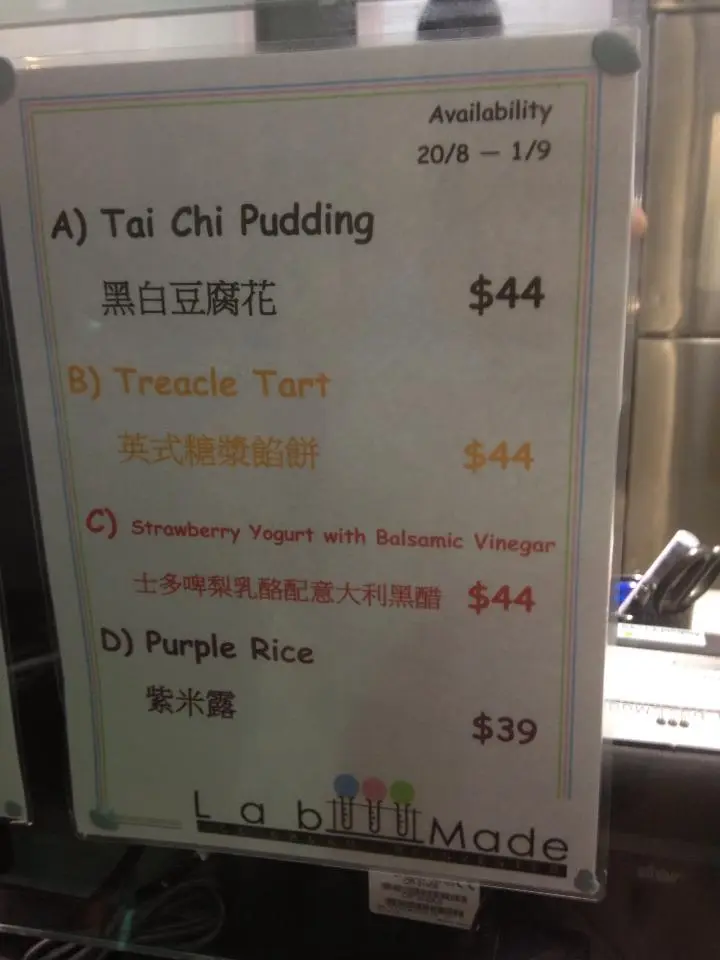 Availability
20/8 — 1/9
A) Tai Chi Pudding
黑白豆腐花 $44
B) Treacle Tart
英式糖漿餡餅 $44
C) Strawberry Yogurt with Balsamic Vinegar
士多啤梨乳酪配意大利黑醋 $44
D) Purple Rice
紫米露
$39
Lab Made